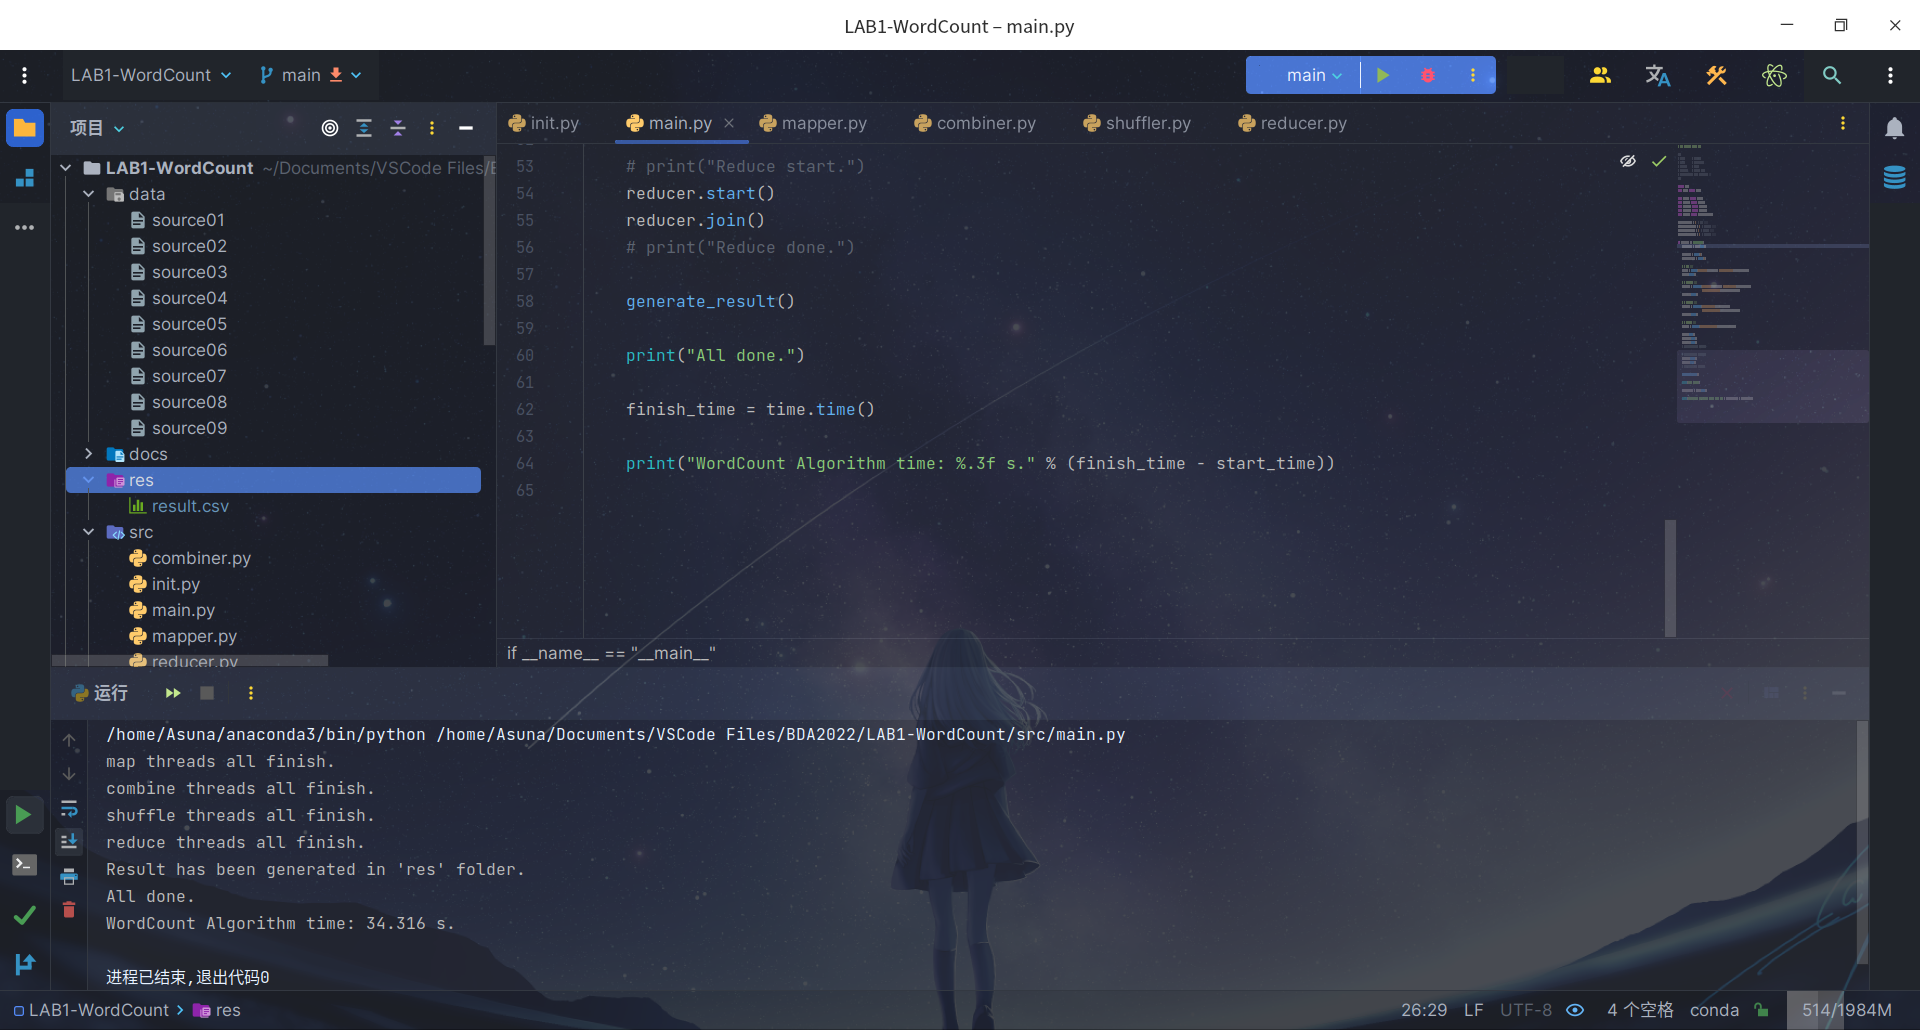 LAB1-WordCount – main.py
LAB1-WordCount
main
main
项目
init.py
main.py
mapper.py
combiner.py
shuffler.py
reducer.py
LAB1-WordCount ~/Documents/VSCode Files/
data
source01
source02
source03
source04
source05
source06
source07
source08
source09
docs
res
result.csv
src
combiner.py
init.py
main.py
mapper.py
reducer.py
53 # print("Reduce start.")
54 reducer.start()
55 reducer.join()
56 # print("Reduce done.")
57
58 generate_result()
59
60 print("All done.")
61
62 finish_time = time.time()
63
64 print("WordCount Algorithm time: %.3f s." % (finish_time - start_time))
65
if __name__ == "__main__"
运行
/home/Asuna/anaconda3/bin/python /home/Asuna/Documents/VSCode Files/BDA2022/LAB1-WordCount/src/main.py
map threads all finish.
combine threads all finish.
shuffle threads all finish.
reduce threads all finish.
Result has been generated in 'res' folder.
All done.
WordCount Algorithm time: 34.316 s.
进程已结束,退出代码0
LAB1-WordCount
res
26:29 LF UTF-8 4 个空格 conda 514/1984M